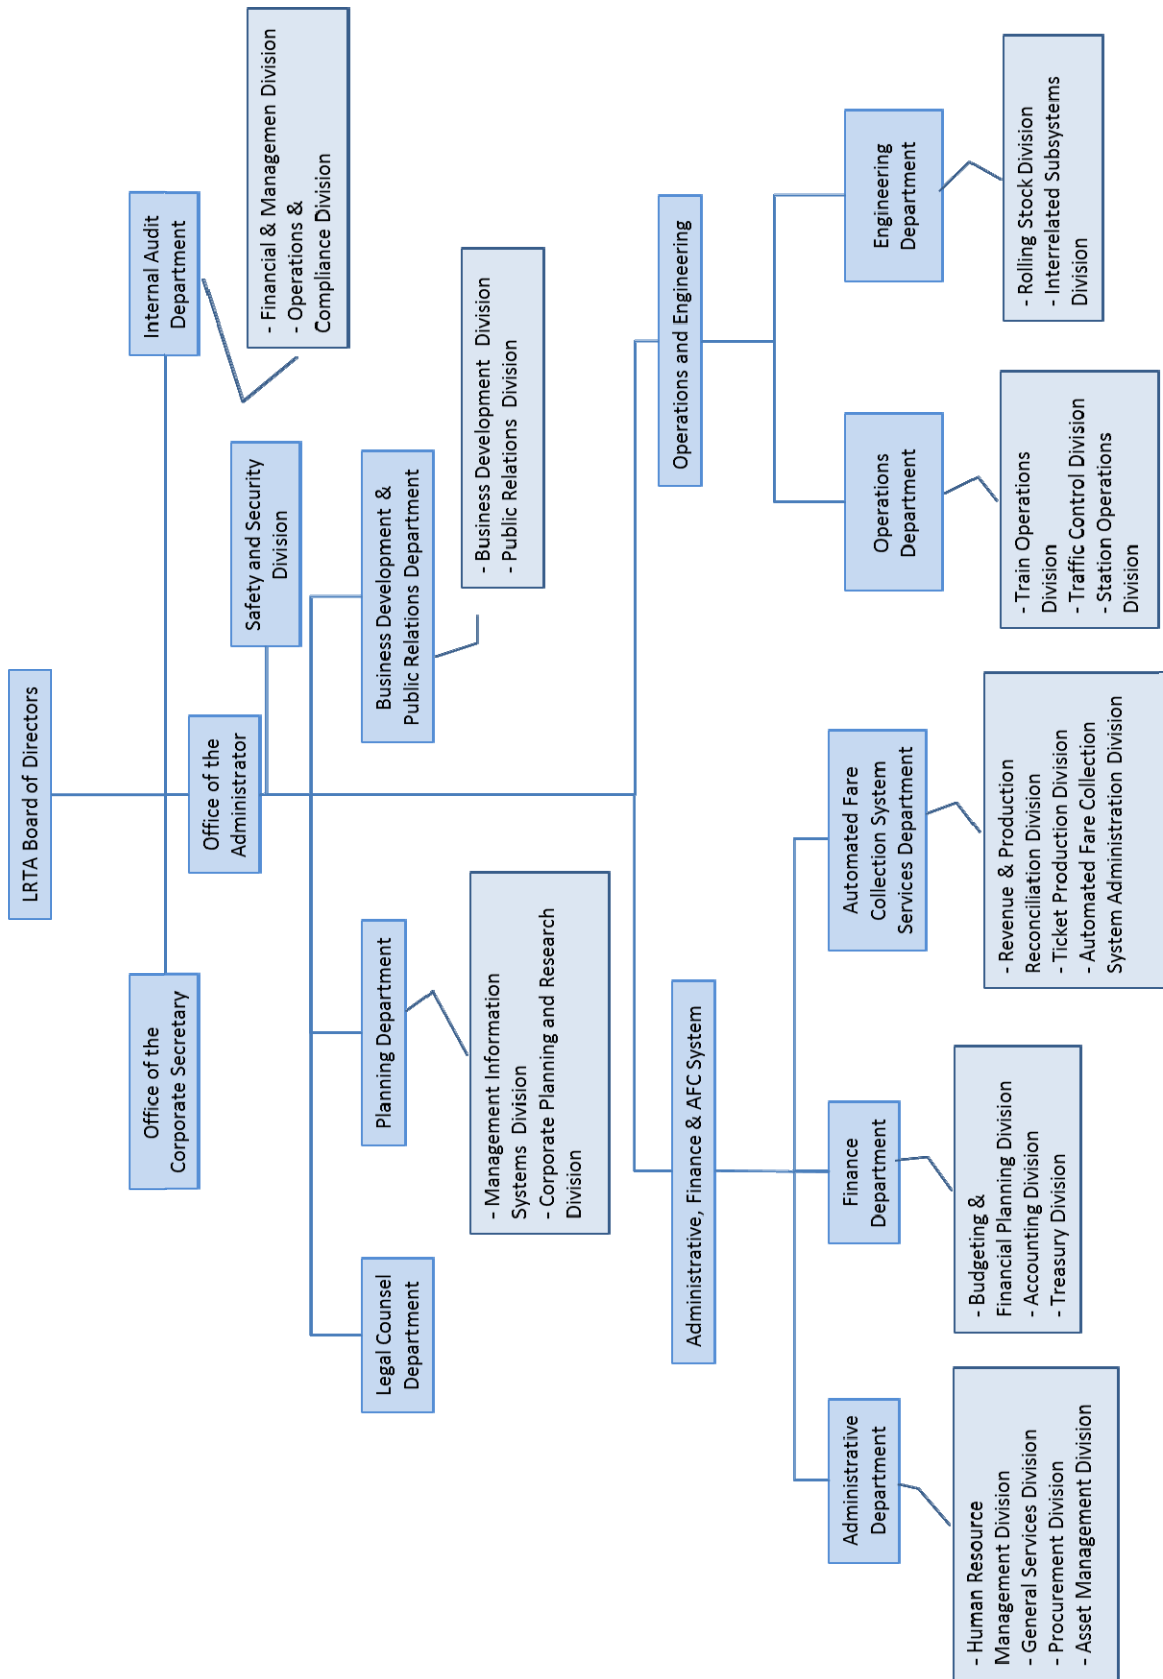 LRTA Board of Directors
Office of the
Corporate Secretary
Internal Audit
Department
- Financial & Managemen Division
- Operations &
Compliance Division
Office of the
Administrator
Safety and Security
Division
Legal Counsel
Department
Planning Department
- Management Information
Systems Division
- Corporate Planning and Research
Division
Business Development &
Public Relations Department
- Business Development Division
- Public Relations Division
Administrative, Finance & AFC System
Operations and Engineering
Administrative
Department
- Human Resource
Management Division
- General Services Division
- Procurement Division
- Asset Management Division
Finance
Department
- Budgeting &
Financial Planning Division
- Accounting Division
- Treasury Division
Automated Fare
Collection System
Services Department
- Revenue & Production
Reconciliation Division
- Ticket Production Division
- Automated Fare Collection
System Administration Division
Operations
Department
- Train Operations
Division
- Traffic Control Division
- Station Operations
Division
Engineering
Department
- Rolling Stock Division
- Interrelated Subsystems
Division